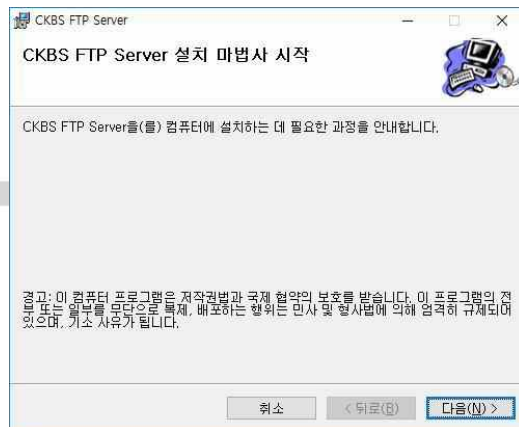 CKBS FTP Server
CKBS FTP Server 설치 마법사 시작
CKBS FTP Server을(를) 컴퓨터에 설치하는 데 필요한 과정을 안내합니다.
경고: 이 컴퓨터 프로그램은 저작권법과 국제 협약의 보호를 받습니다. 이 프로그램의 전
부 또는 일부를 무단으로 복제, 배포하는 행위는 민사 및 형사법에 의해 엄격히 규제되어
있으며, 기소 사유가 됩니다.
취소 < 뒤로(B) 다음(N) >